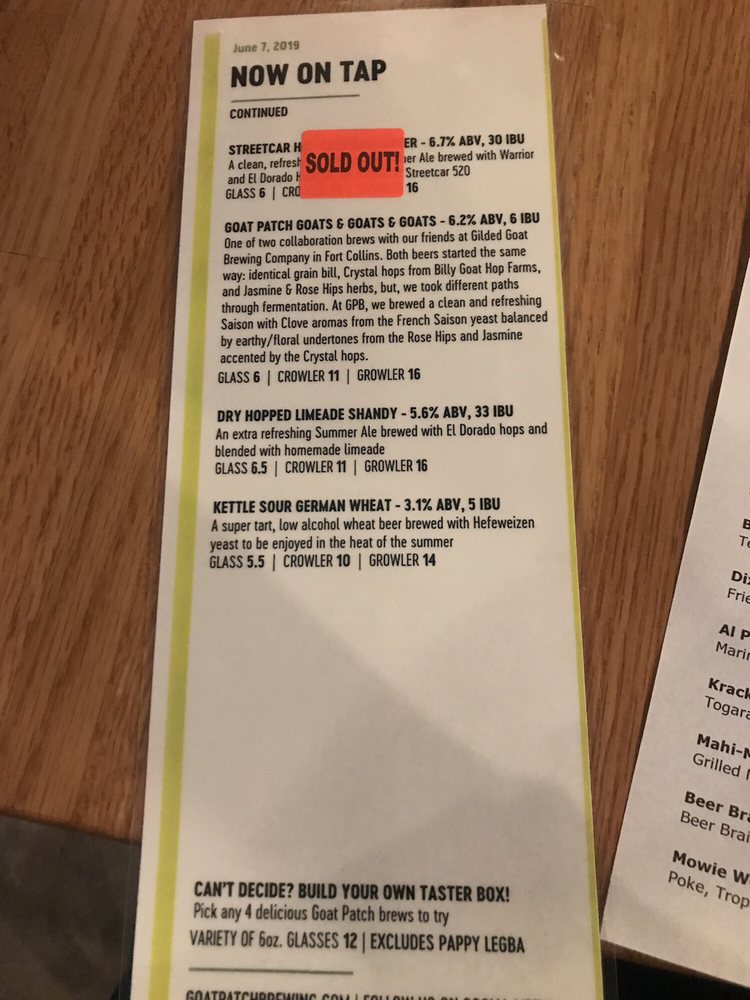 June 7, 2019
NOW ON TAP
CONTINUED
STREETCAR H
SOLD OUT!
ER - 6.7% ABV, 30 IBU
A clean, refresh
er Ale brewed with Warrior
and El Dorado H
Streetcar 520
GLASS 6 | CRO
16
GOAT PATCH GOATS & GOATS & GOATS - 6.2% ABV, 6 IBU
One of two collaboration brews with our friends at Gilded Goat
Brewing Company in Fort Collins. Both beers started the same
way: identical grain bill, Crystal hops from Billy Goat Hop Farms,
and Jasmine & Rose Hips herbs, but, we took different paths
through fermentation. At GPB, we brewed a clean and refreshing
Saison with Clove aromas from the French Saison yeast balanced
by earthy/floral undertones from the Rose Hips and Jasmine
accented by the Crystal hops.
GLASS 6 | CROWLER 11 | GROWLER 16
DRY HOPPED LIMEADE SHANDY - 5.6% ABV, 33 IBU
An extra refreshing Summer Ale brewed with El Dorado hops and
blended with homemade limeade
GLASS 6.5 | CROWLER 11 | GROWLER 16
KETTLE SOUR GERMAN WHEAT - 3.1% ABV, 5 IBU
A super tart, low alcohol wheat beer brewed with Hefeweizen
yeast to be enjoyed in the heat of the summer
GLASS 5.5 | CROWLER 10 | GROWLER 14
CAN'T DECIDE? BUILD YOUR OWN TASTER BOX!
Pick any 4 delicious Goat Patch brews to try
VARIETY OF 6oz. GLASSES 12 | EXCLUDES PAPPY LEGBA
GOATPATCHBREWING.COM | FOLLOW US ON SOCIAL
B
Te
Di
Frie
Al P
Marin
Krack
Togara
Mahi-M
Grilled
Beer Bra
Beer Brai
Mowie W
Poke, Trop